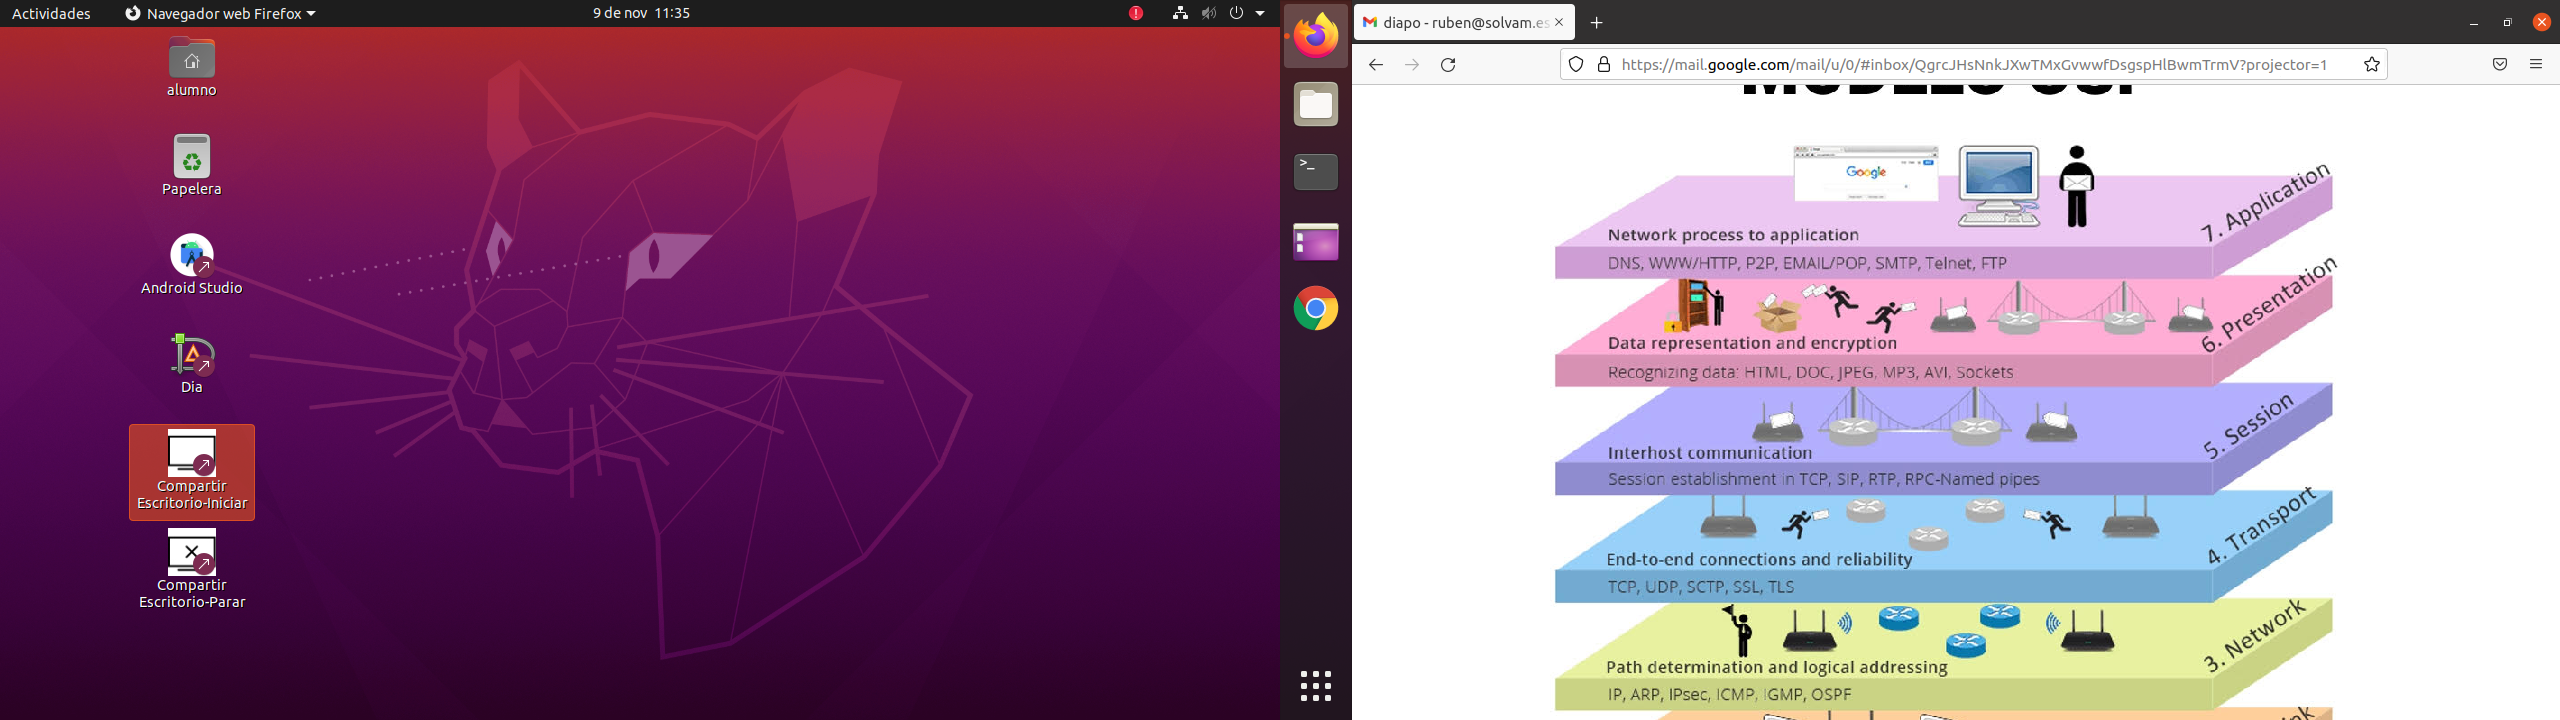 Actividades
Navegador web Firefox
9 de nov 11:35
alumno
Papelera
Android Studio
Dia
Compartir
Escritorio-Iniciar
Compartir
Escritorio-Parar
diapo - ruben@solvam.es
https://mail.google.com/mail/u/0/#inbox/QgrcJHsNnkJXwTMxGvwwfDsgspHlBwmTrmV?projector=1
MODELO OSI
Google
7. Application
Network process to application
DNS, WWW/HTTP, P2P, EMAIL/POP, SMTP, Telnet, FTP
6. Presentation
Data representation and encryption
Recognizing data: HTML, DOC, JPEG, MP3, AVI, Sockets
5. Session
Interhost communication
Session establishment in TCP, SIP, RTP, RPC-Named pipes
4. Transport
End-to-end connections and reliability
TCP, UDP, SCTP, SSL, TLS
3. Network
Path determination and logical addressing
IP, ARP, IPsec, ICMP, IGMP, OSPF